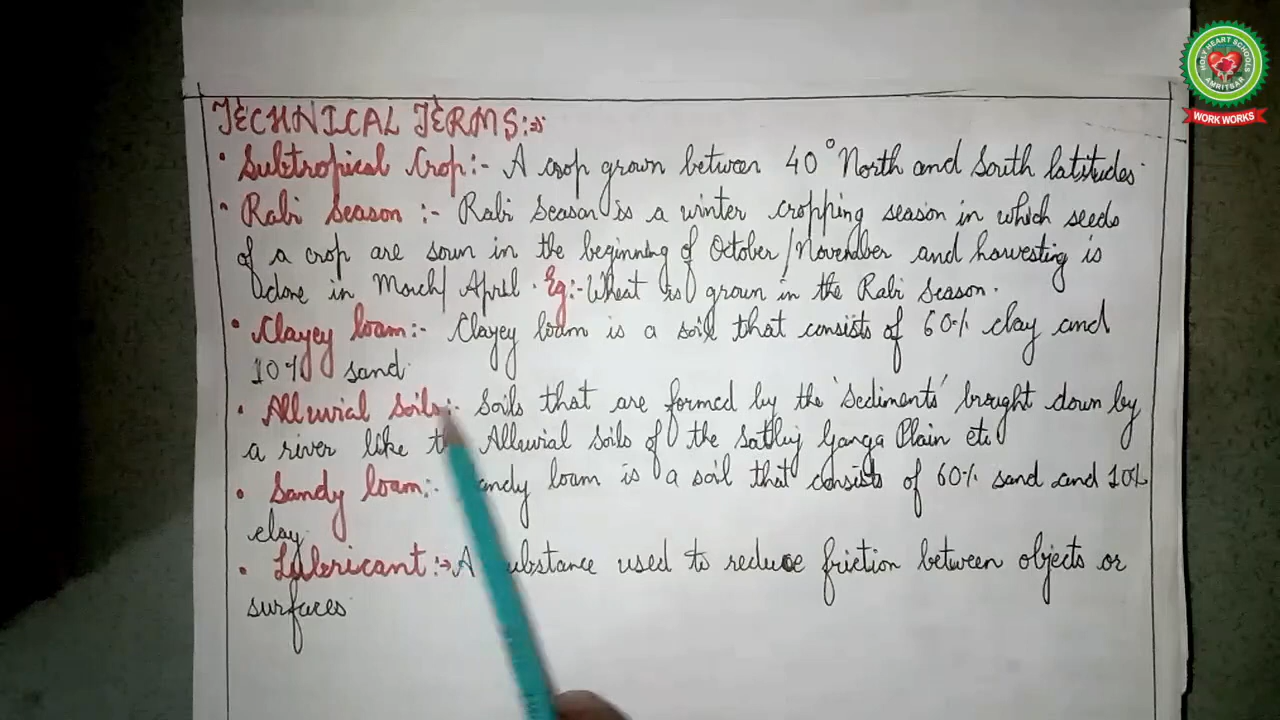 TECHNICAL TERMS:-
• Subtropical Crop:- A crop grown between 40° North and South latitudes.
• Rabi Season :- Rabi Season is a winter cropping season in which seeds
of a crop are sown in the beginning of October/November and harvesting is
done in March/April. Eg:- Wheat is grown in the Rabi Season.
• Clayey loam:- Clayey loam is a soil that consists of 60% clay and
10% sand.
• Alluvial Soils:- Soils that are formed by the 'Sediments' brought down by
a river like the Alluvial Soils of the Satluj Ganga Plain etc.
• Sandy loam:- Sandy loam is a soil that consists of 60% sand and 10%
clay.
• Lubricant:→ A substance used to reduce friction between objects or
surfaces.
HOLY HEART SCHOOLS
AMRITSAR
WORK WORKS